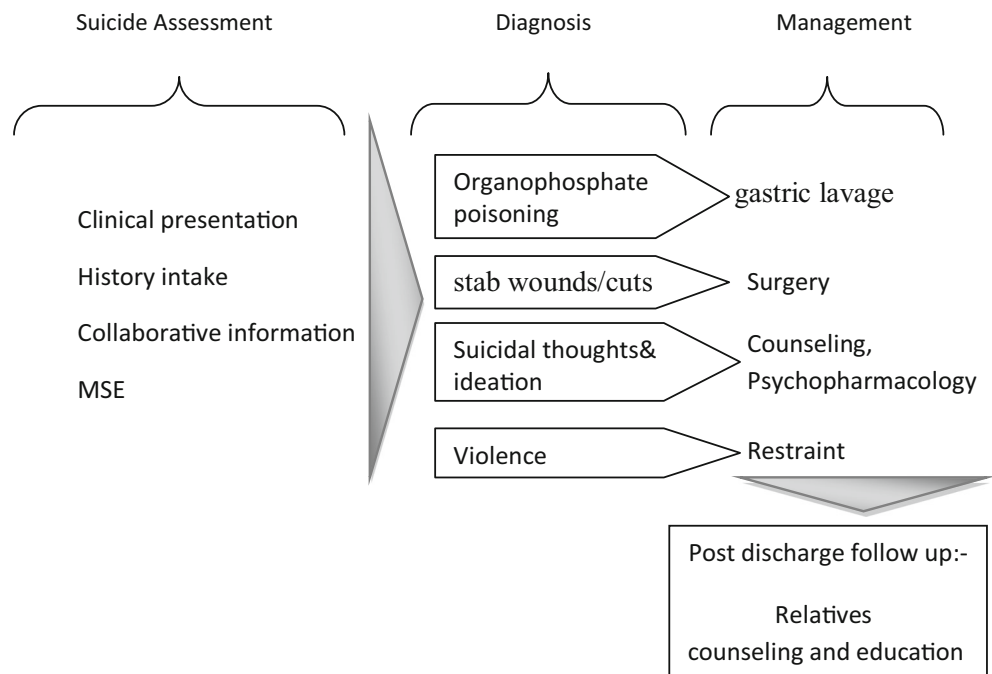 Suicide Assessment
Diagnosis
Management
Clinical presentation
History intake
Collaborative information
MSE
Organophosphate
poisoning
gastric lavage
stab wounds/cuts
Surgery
Suicidal thoughts&
ideation
Counseling,
Psychopharmacology
Violence
Restraint
Post discharge follow up:-
Relatives
counseling and education